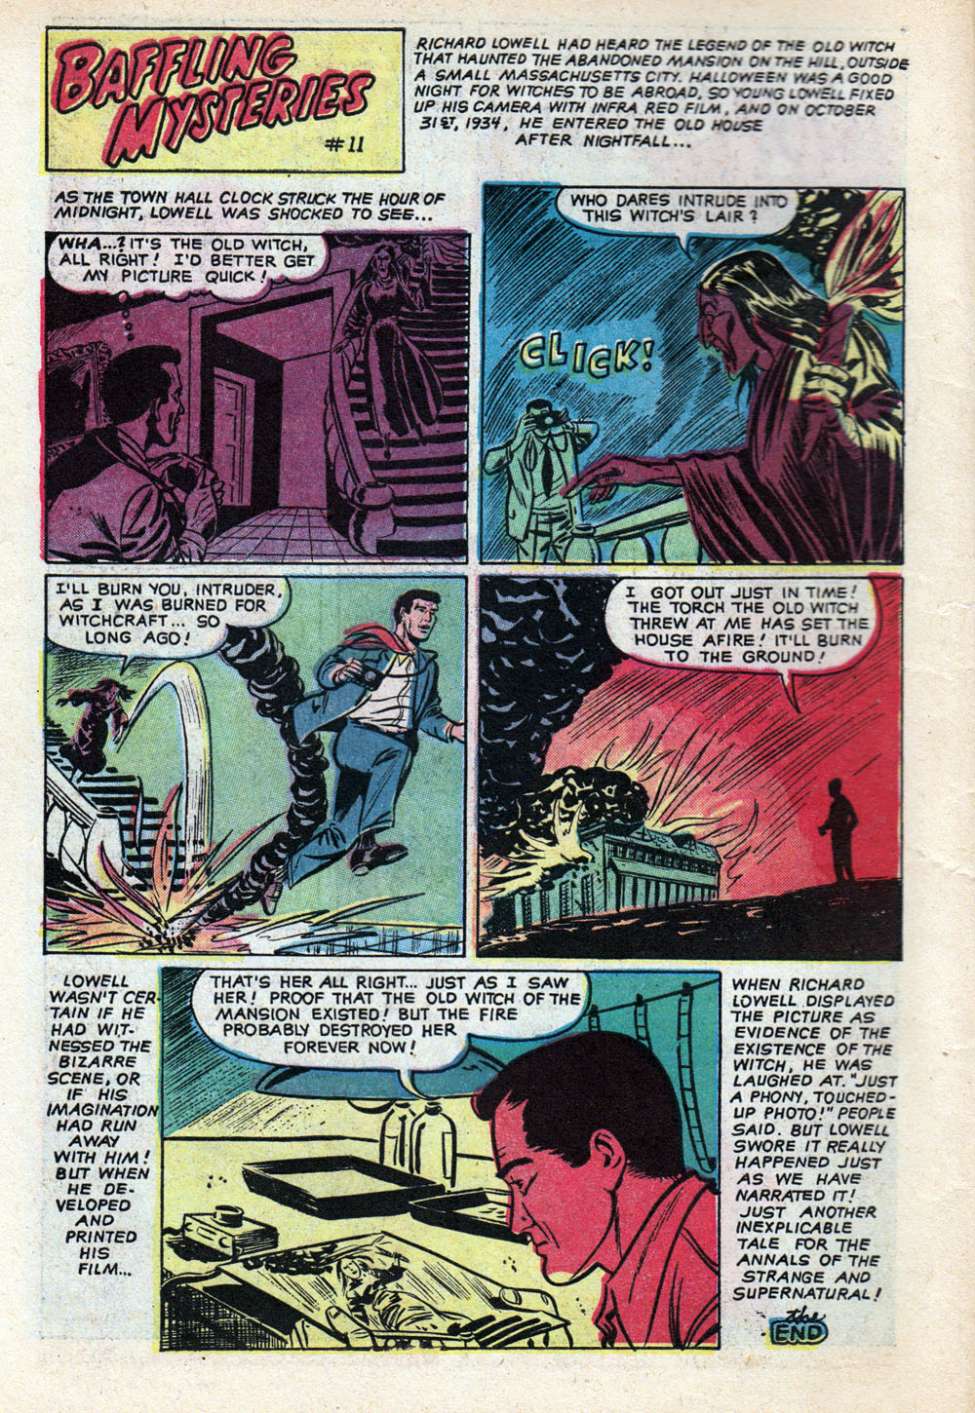 BAFFLING
MYSTERIES
#11
RICHARD LOWELL HAD HEARD THE LEGEND OF THE OLD WITCH
THAT HAUNTED THE ABANDONED MANSION ON THE HILL, OUTSIDE
A SMALL MASSACHUSETTS CITY. HALLOWEEN WAS A GOOD
NIGHT FOR WITCHES TO BE ABROAD, SO YOUNG LOWELL FIXED
UP HIS CAMERA WITH INFRA RED FILM, AND ON OCTOBER
31ST, 1934, HE ENTERED THE OLD HOUSE
AFTER NIGHTFALL...
AS THE TOWN HALL CLOCK STRUCK THE HOUR OF
MIDNIGHT, LOWELL WAS SHOCKED TO SEE...
WHA...? IT'S THE OLD WITCH,
ALL RIGHT! I'D BETTER GET
MY PICTURE QUICK!
WHO DARES INTRUDE INTO
THIS WITCH'S LAIR?
CLICK!
I'LL BURN YOU, INTRUDER,
AS I WAS BURNED FOR
WITCHCRAFT... SO
LONG AGO!
I GOT OUT JUST IN TIME!
THE TORCH THE OLD WITCH
THREW AT ME HAS SET THE
HOUSE AFIRE! IT'LL BURN
TO THE GROUND!
LOWELL
WASN'T CER-
TAIN IF HE
HAD WIT-
NESSED THE
BIZARRE
SCENE, OR
IF HIS
IMAGINATION
HAD RUN
AWAY
WITH HIM!
BUT WHEN
HE DE-
VELOPED
AND
PRINTED
HIS
FILM...
THAT'S HER ALL RIGHT... JUST AS I SAW
HER! PROOF THAT THE OLD WITCH OF THE
MANSION EXISTED! BUT THE FIRE
PROBABLY DESTROYED HER
FOREVER NOW!
WHEN RICHARD
LOWELL DISPLAYED
THE PICTURE AS
EVIDENCE OF THE
EXISTENCE OF THE
WITCH, HE WAS
LAUGHED AT. "JUST
A PHONY, TOUCHED-
UP PHOTO!" PEOPLE
SAID. BUT LOWELL
SWORE IT REALLY
HAPPENED JUST
AS WE HAVE
NARRATED IT!
JUST ANOTHER
INEXPLICABLE
TALE FOR THE
ANNALS OF THE
STRANGE AND
SUPERNATURAL!
the
END